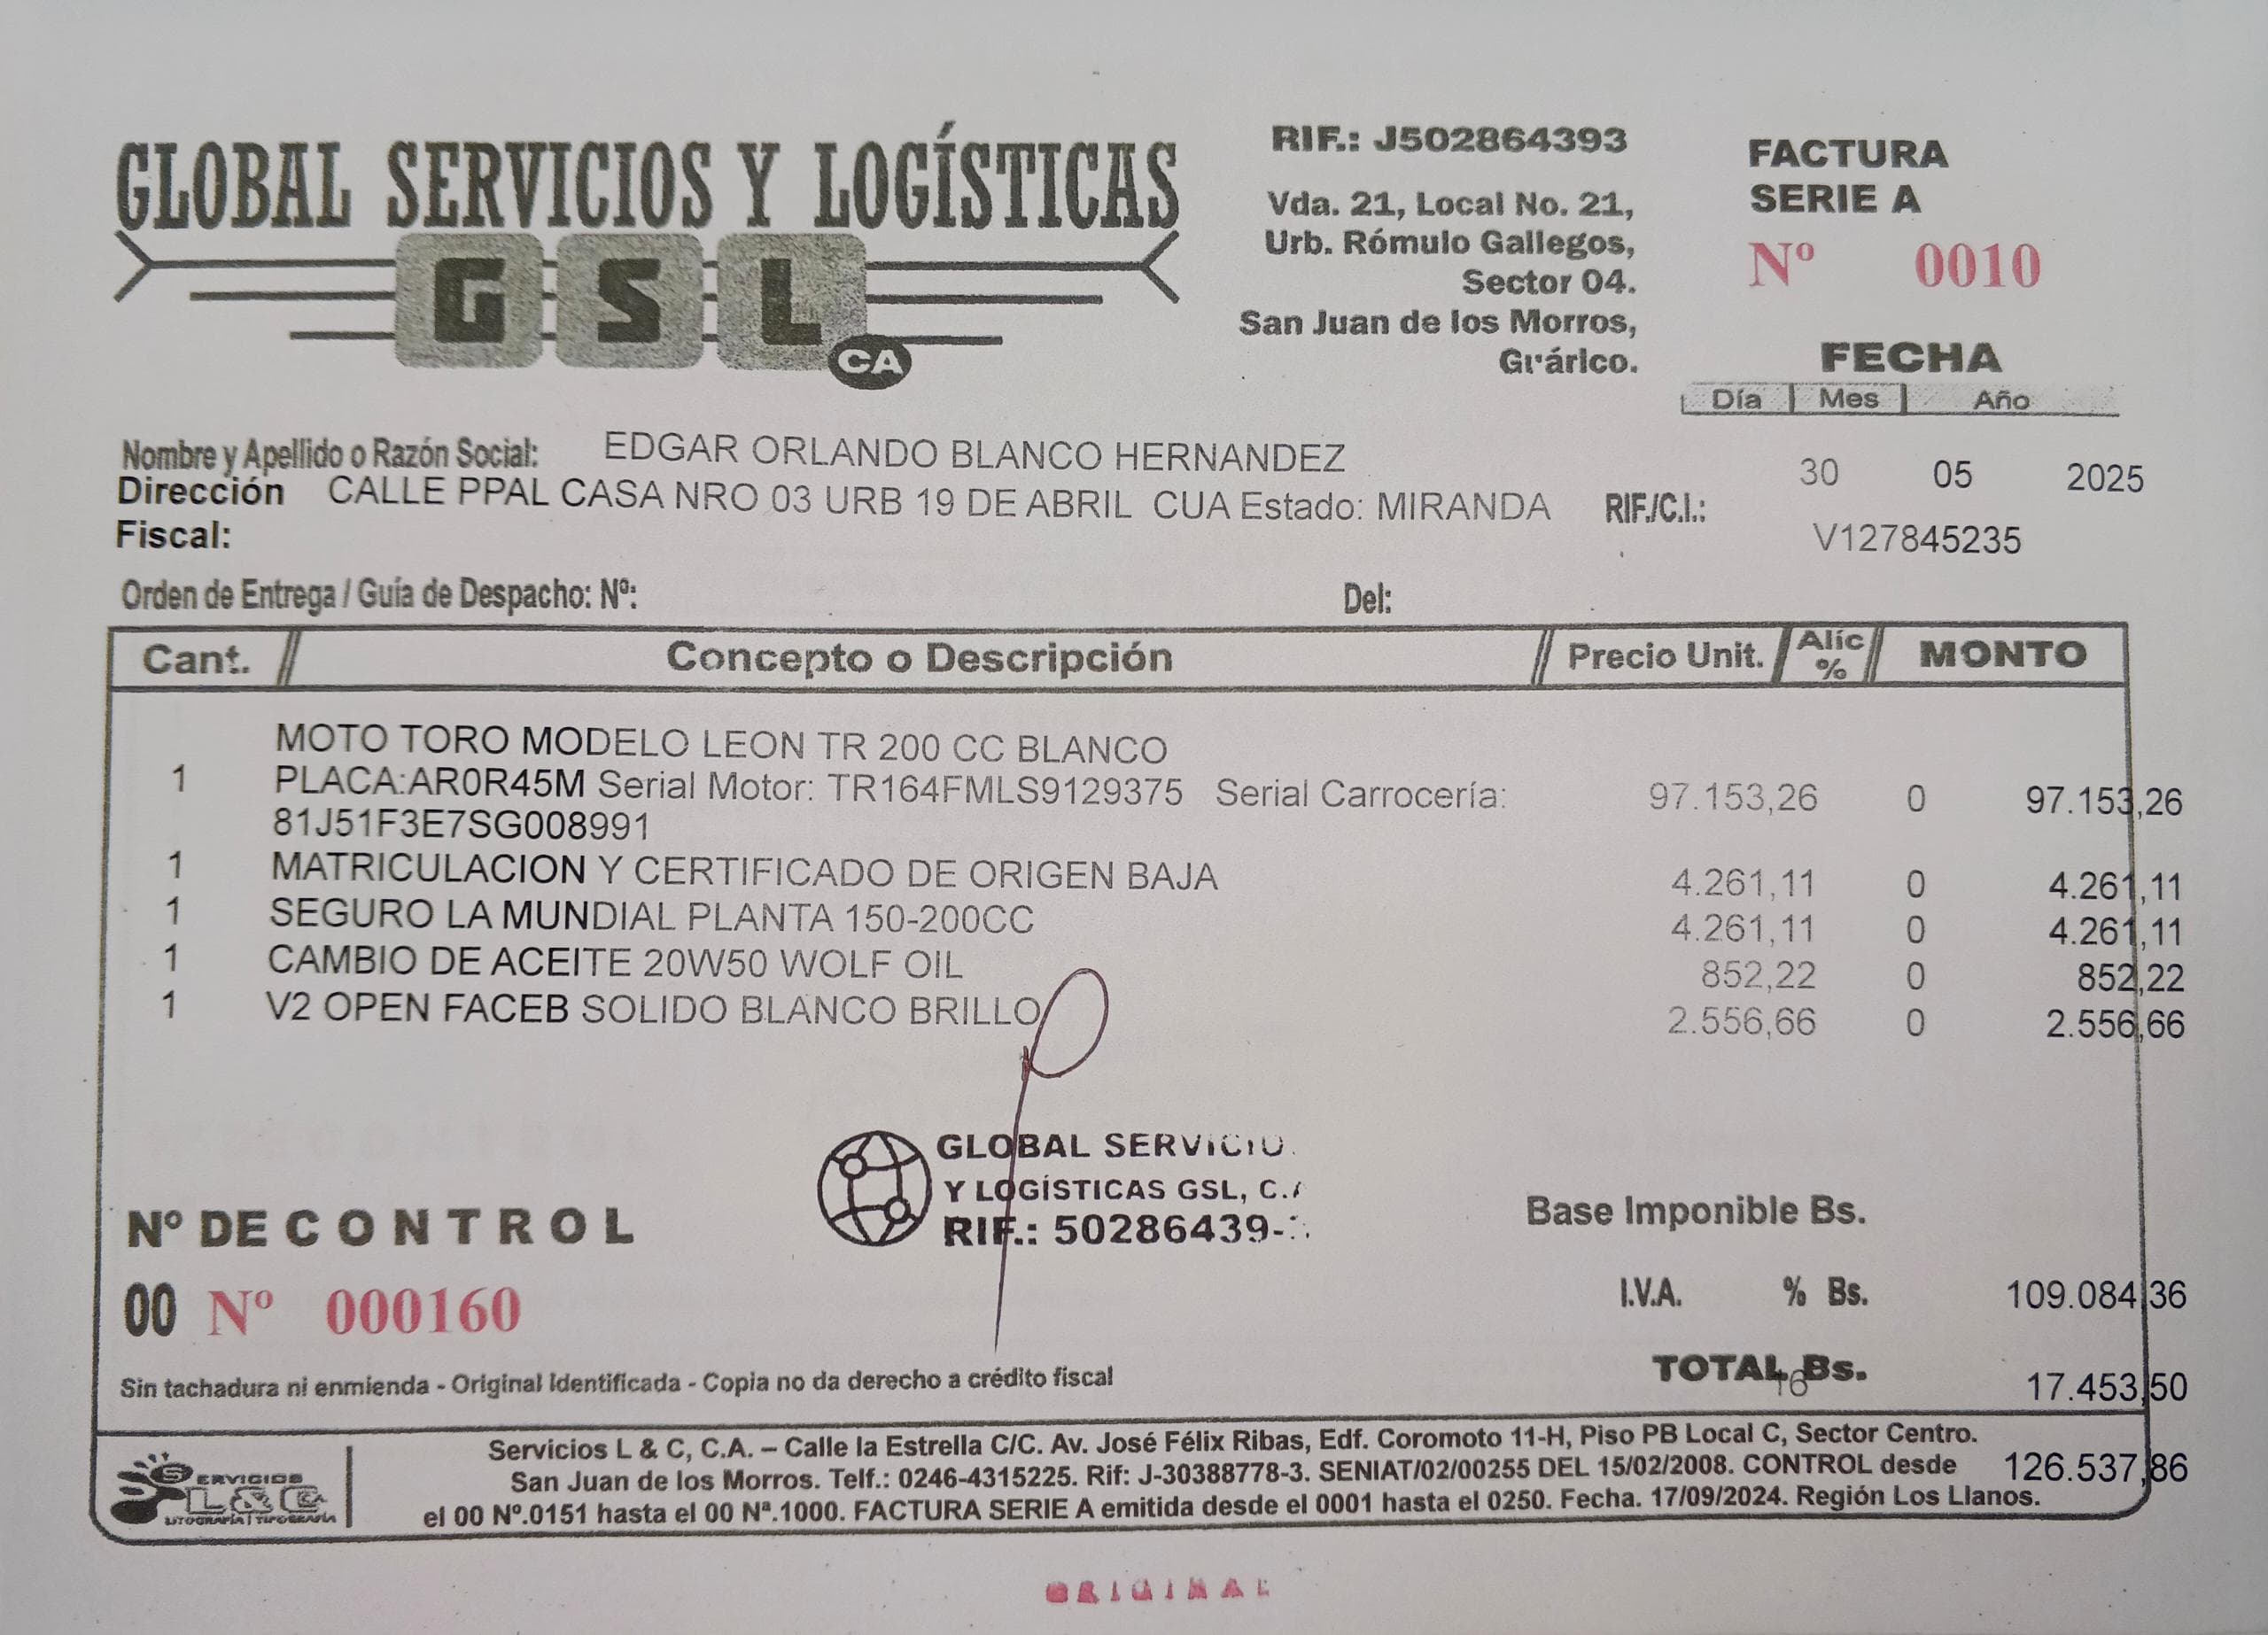 GLOBAL SERVICIOS Y LOGÍSTICAS
GSL
CA
RIF.: J502864393
Vda. 21, Local No. 21,
Urb. Rómulo Gallegos,
Sector 04.
San Juan de los Morros,
Guárico.
FACTURA
SERIE A
Nº 0010
FECHA
Día Mes Año
30 05 2025
Nombre y Apellido o Razón Social: EDGAR ORLANDO BLANCO HERNANDEZ
Dirección CALLE PPAL CASA NRO 03 URB 19 DE ABRIL CUA Estado: MIRANDA RIF./C.I.:
Fiscal: V127845235
Orden de Entrega / Guía de Despacho: Nº: Del:
Cant. Concepto o Descripción Precio Unit. Alíc % MONTO
MOTO TORO MODELO LEON TR 200 CC BLANCO
1 PLACA:AR0R45M Serial Motor: TR164FMLS9129375 Serial Carrocería: 97.153,26 0 97.153,26
81J51F3E7SG008991
1 MATRICULACION Y CERTIFICADO DE ORIGEN BAJA 4.261,11 0 4.261,11
1 SEGURO LA MUNDIAL PLANTA 150-200CC 4.261,11 0 4.261,11
1 CAMBIO DE ACEITE 20W50 WOLF OIL 852,22 0 852,22
1 V2 OPEN FACEB SOLIDO BLANCO BRILLO 2.556,66 0 2.556,66
GLOBAL SERVICIO
Y LOGÍSTICAS GSL, C.A
RIF.: 50286439-
Nº DE CONTROL
00 Nº 000160
Base Imponible Bs.
I.V.A. % Bs. 109.084,36
TOTAL Bs.
16 17.453,50
126.537,86
Sin tachadura ni enmienda - Original Identificada - Copia no da derecho a crédito fiscal
SERVICIOS
L&C CA
LITOGRAFÍA | TIPOGRAFÍA
Servicios L & C, C.A. – Calle la Estrella C/C. Av. José Félix Ribas, Edf. Coromoto 11-H, Piso PB Local C, Sector Centro.
San Juan de los Morros. Telf.: 0246-4315225. Rif: J-30388778-3. SENIAT/02/00255 DEL 15/02/2008. CONTROL desde
el 00 Nº.0151 hasta el 00 Nª.1000. FACTURA SERIE A emitida desde el 0001 hasta el 0250. Fecha. 17/09/2024. Región Los Llanos.
ORIGINAL